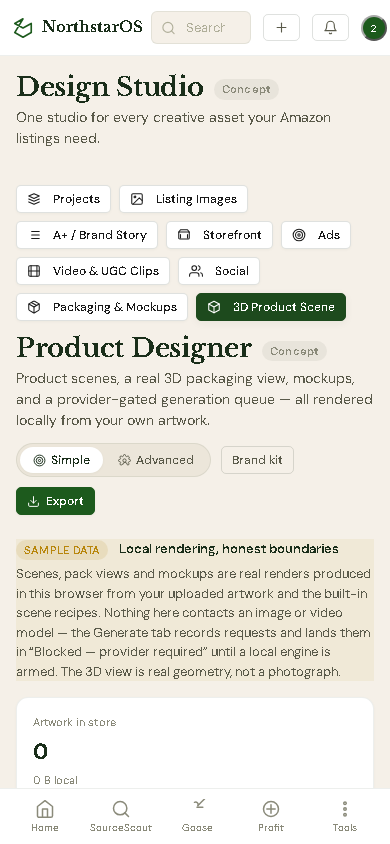 NorthstarOS
Search
2
Design Studio
Concept
One studio for every creative asset your Amazon
listings need.
Projects
Listing Images
A+ / Brand Story
Storefront
Ads
Video & UGC Clips
Social
Packaging & Mockups
3D Product Scene
Product Designer
Concept
Product scenes, a real 3D packaging view, mockups,
and a provider-gated generation queue — all rendered
locally from your own artwork.
Simple
Advanced
Brand kit
Export
SAMPLE DATA
Local rendering, honest boundaries
Scenes, pack views and mockups are real renders produced
in this browser from your uploaded artwork and the built-in
scene recipes. Nothing here contacts an image or video
model — the Generate tab records requests and lands them
in “Blocked — provider required” until a local engine is
armed. The 3D view is real geometry, not a photograph.
Artwork in store
0
0 B local
Home
SourceScout
Goose
Profit
Tools